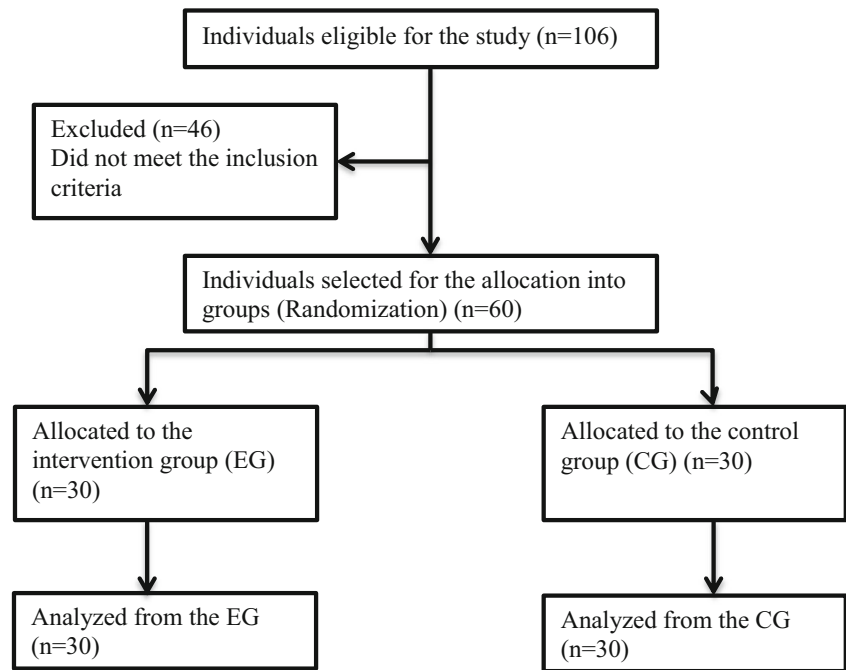 Individuals eligible for the study (n=106)
Excluded (n=46)
Did not meet the inclusion
criteria
Individuals selected for the allocation into
groups (Randomization) (n=60)
Allocated to the
intervention group (EG)
(n=30)
Allocated to the control
group (CG) (n=30)
Analyzed from the EG
(n=30)
Analyzed from the CG
(n=30)